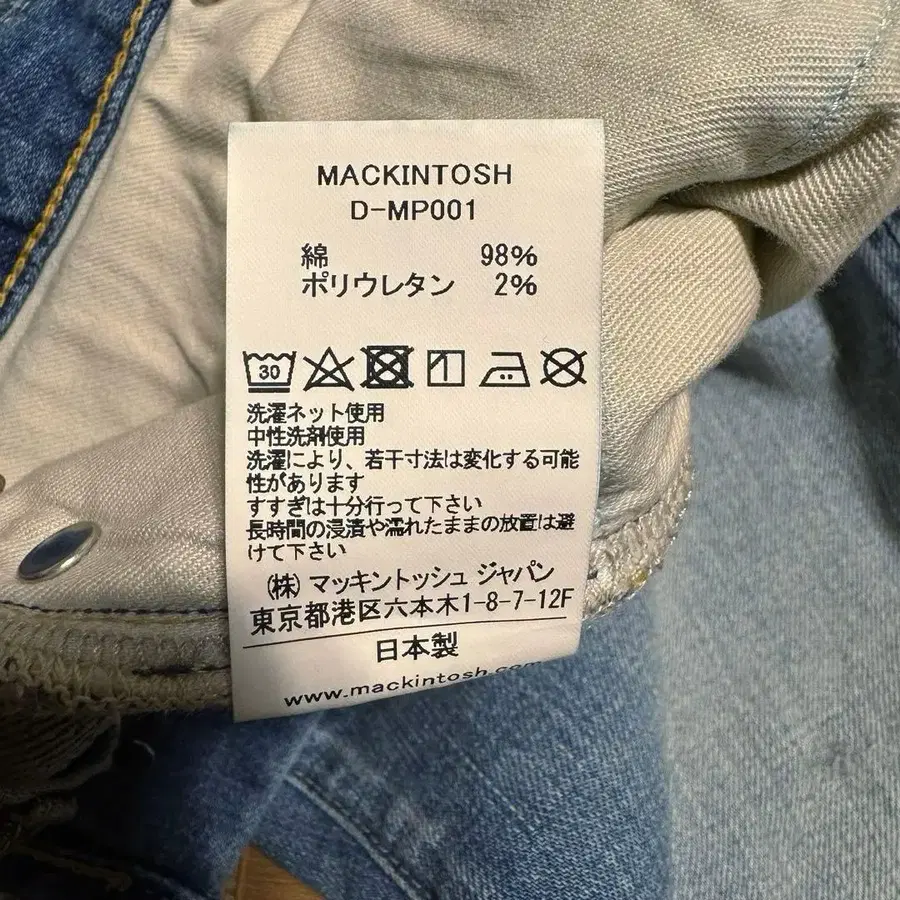 MACKINTOSH
D-MP001
綿 98%
ポリウレタン 2%
30
洗濯ネット使用
中性洗剤使用
洗濯により、若干寸法は変化する可能
性があります
すすぎは十分行って下さい
長時間の浸漬や濡れたままの放置は避
けて下さい
(株) マッキントッシュ ジャパン
東京都港区六本木1-8-7-12F
日本製
www.mackintosh.com